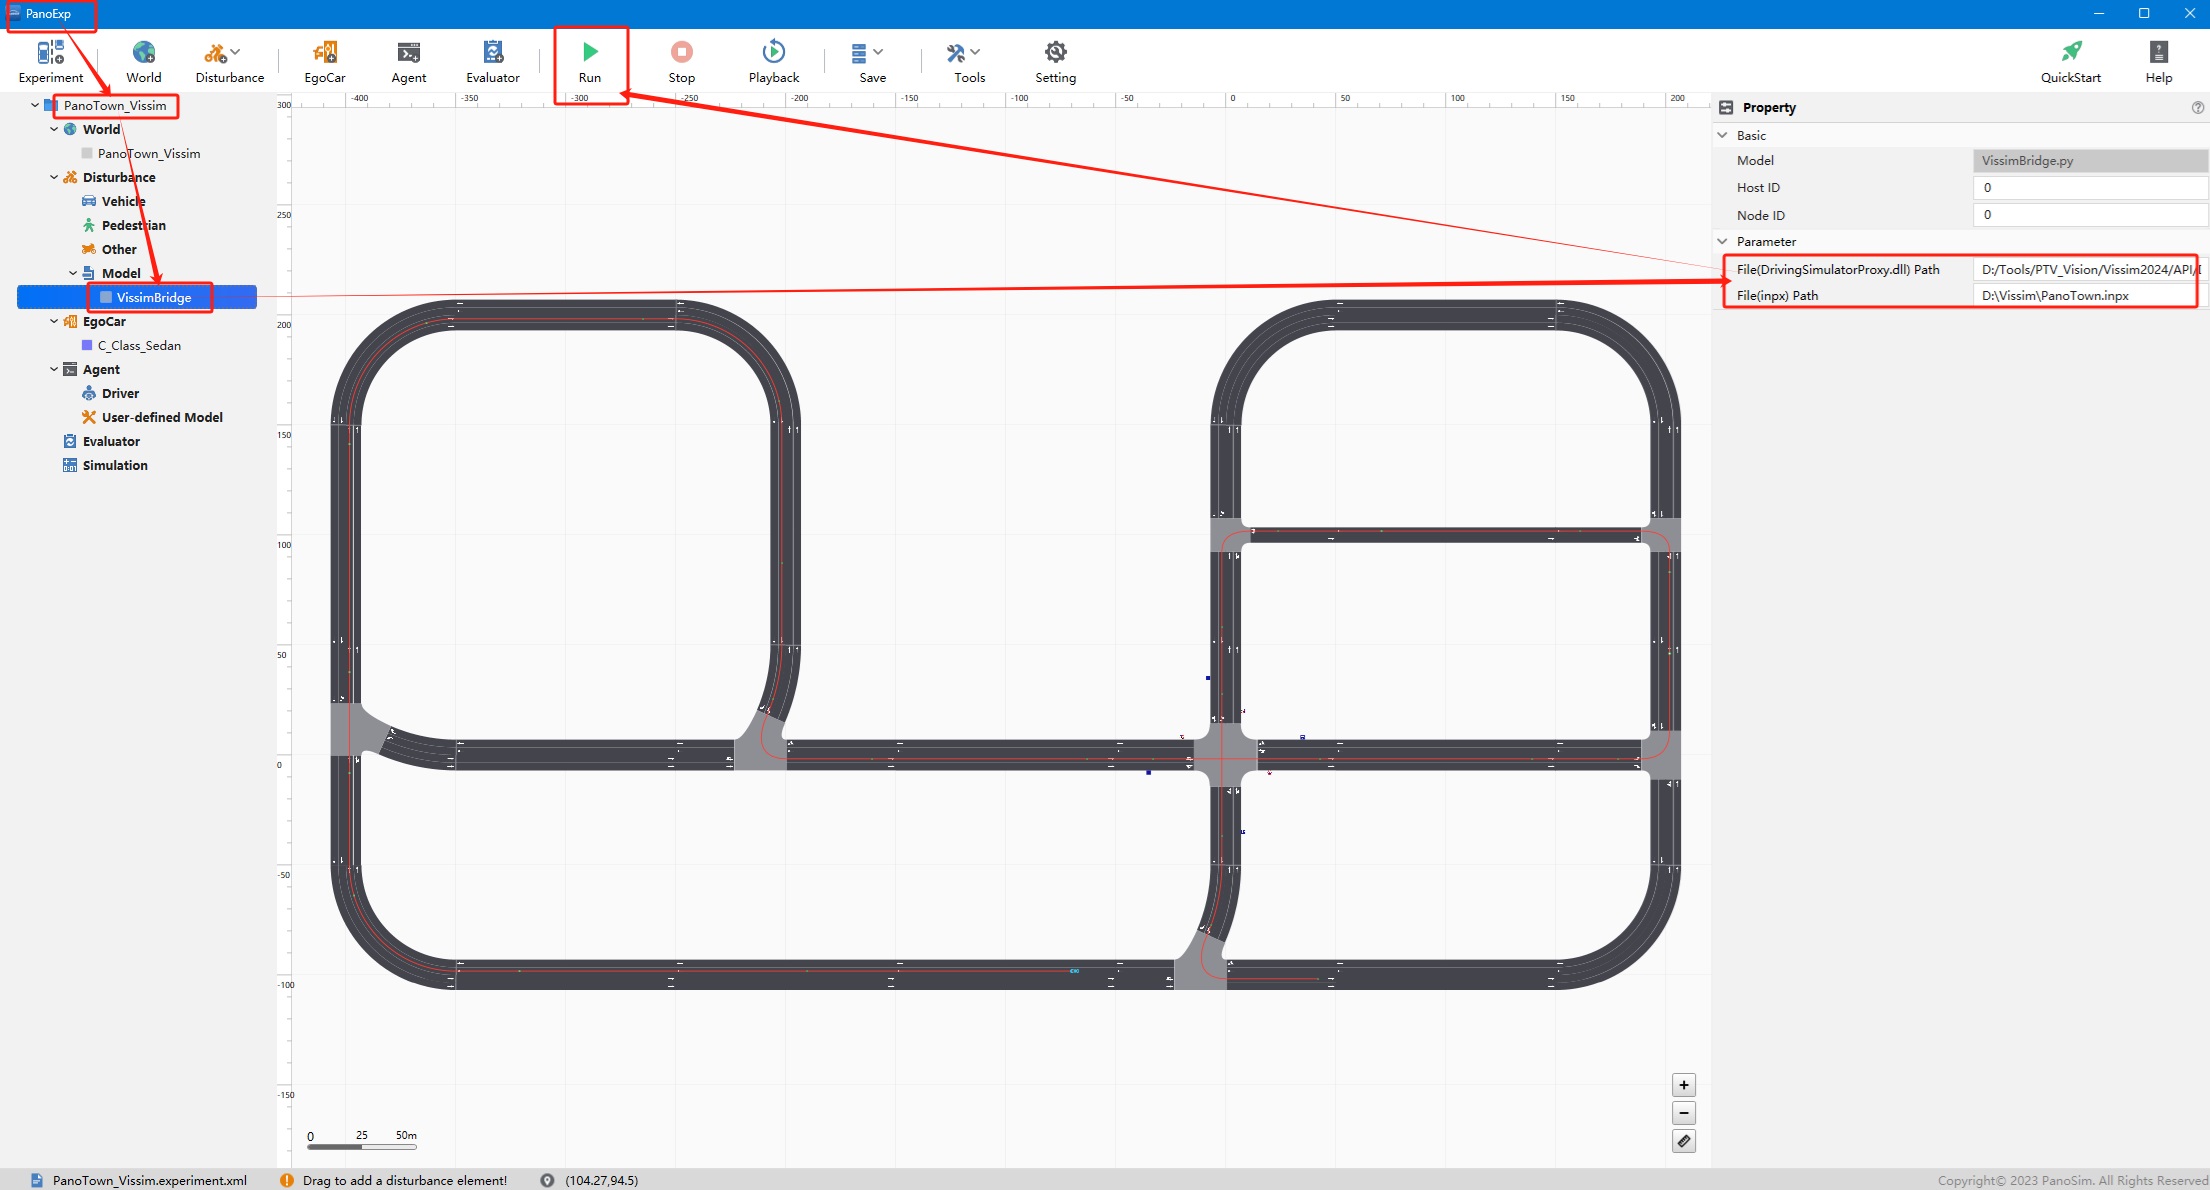 PanoExp
Experiment World Disturbance EgoCar Agent Evaluator Run Stop Playback Save Tools Setting QuickStart Help
PanoTown_Vissim
World
PanoTown_Vissim
Disturbance
Vehicle
Pedestrian
Other
Model
VissimBridge
EgoCar
C_Class_Sedan
Agent
Driver
User-defined Model
Evaluator
Simulation
-400 -350 -300 -250 -200 -150 -100 -50 0 50 100 150 200
300
250
200
150
100
50
0
-50
-100
-150
0 25 50m
+
−
Property
Basic
Model VissimBridge.py
Host ID 0
Node ID 0
Parameter
File(DrivingSimulatorProxy.dll) Path D:/Tools/PTV_Vision/Vissim2024/API/
File(inpx) Path D:\Vissim\PanoTown.inpx
PanoTown_Vissim.experiment.xml Drag to add a disturbance element! (104.27,94.5) Copyright© 2023 PanoSim. All Rights Reserved